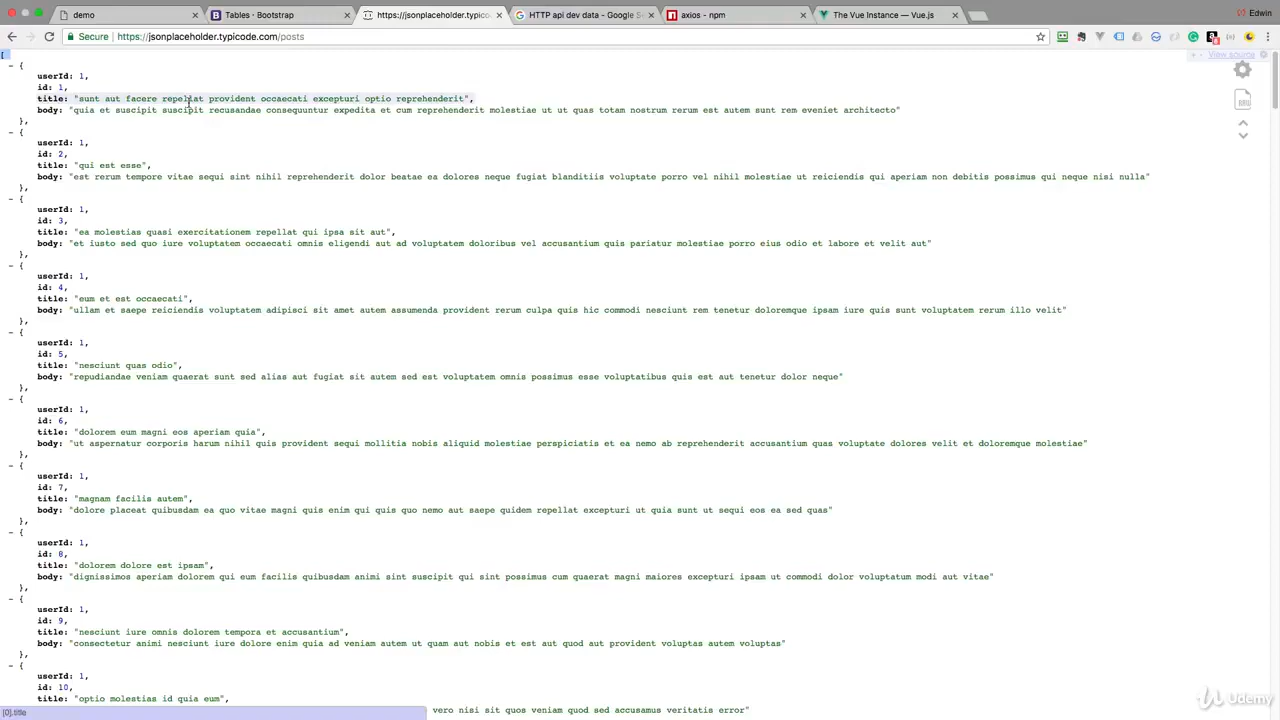 demo
Tables · Bootstrap
https://jsonplaceholder.typico
HTTP api dev data - Google S
axios - npm
The Vue Instance — Vue.js
Edwin
Secure | https://jsonplaceholder.typicode.com/posts
[
View source
- {
userId: 1,
id: 1,
title: "sunt aut facere repellat provident occaecati excepturi optio reprehenderit",
body: "quia et suscipit suscipit recusandae consequuntur expedita et cum reprehenderit molestiae ut ut quas totam nostrum rerum est autem sunt rem eveniet architecto"
},
- {
userId: 1,
id: 2,
title: "qui est esse",
body: "est rerum tempore vitae sequi sint nihil reprehenderit dolor beatae ea dolores neque fugiat blanditiis voluptate porro vel nihil molestiae ut reiciendis qui aperiam non debitis possimus qui neque nisi nulla"
},
- {
userId: 1,
id: 3,
title: "ea molestias quasi exercitationem repellat qui ipsa sit aut",
body: "et iusto sed quo iure voluptatem occaecati omnis eligendi aut ad voluptatem doloribus vel accusantium quis pariatur molestiae porro eius odio et labore et velit aut"
},
- {
userId: 1,
id: 4,
title: "eum et est occaecati",
body: "ullam et saepe reiciendis voluptatem adipisci sit amet autem assumenda provident rerum culpa quis hic commodi nesciunt rem tenetur doloremque ipsam iure quis sunt voluptatem rerum illo velit"
},
- {
userId: 1,
id: 5,
title: "nesciunt quas odio",
body: "repudiandae veniam quaerat sunt sed alias aut fugiat sit autem sed est voluptatem omnis possimus esse voluptatibus quis est aut tenetur dolor neque"
},
- {
userId: 1,
id: 6,
title: "dolorem eum magni eos aperiam quia",
body: "ut aspernatur corporis harum nihil quis provident sequi mollitia nobis aliquid molestiae perspiciatis et ea nemo ab reprehenderit accusantium quas voluptate dolores velit et doloremque molestiae"
},
- {
userId: 1,
id: 7,
title: "magnam facilis autem",
body: "dolore placeat quibusdam ea quo vitae magni quis enim qui quis quo nemo aut saepe quidem repellat excepturi ut quia sunt ut sequi eos ea sed quas"
},
- {
userId: 1,
id: 8,
title: "dolorem dolore est ipsam",
body: "dignissimos aperiam dolorem qui eum facilis quibusdam animi sint suscipit qui sint possimus cum quaerat magni maiores excepturi ipsam ut commodi dolor voluptatum modi aut vitae"
},
- {
userId: 1,
id: 9,
title: "nesciunt iure omnis dolorem tempora et accusantium",
body: "consectetur animi nesciunt iure dolore enim quia ad veniam autem ut quam aut nobis et est aut quod aut provident voluptas autem voluptas"
},
- {
userId: 1,
id: 10,
title: "optio molestias id quia eum",
vero nisi sit quos veniam quod sed accusamus veritatis error"
[0].title
Udemy